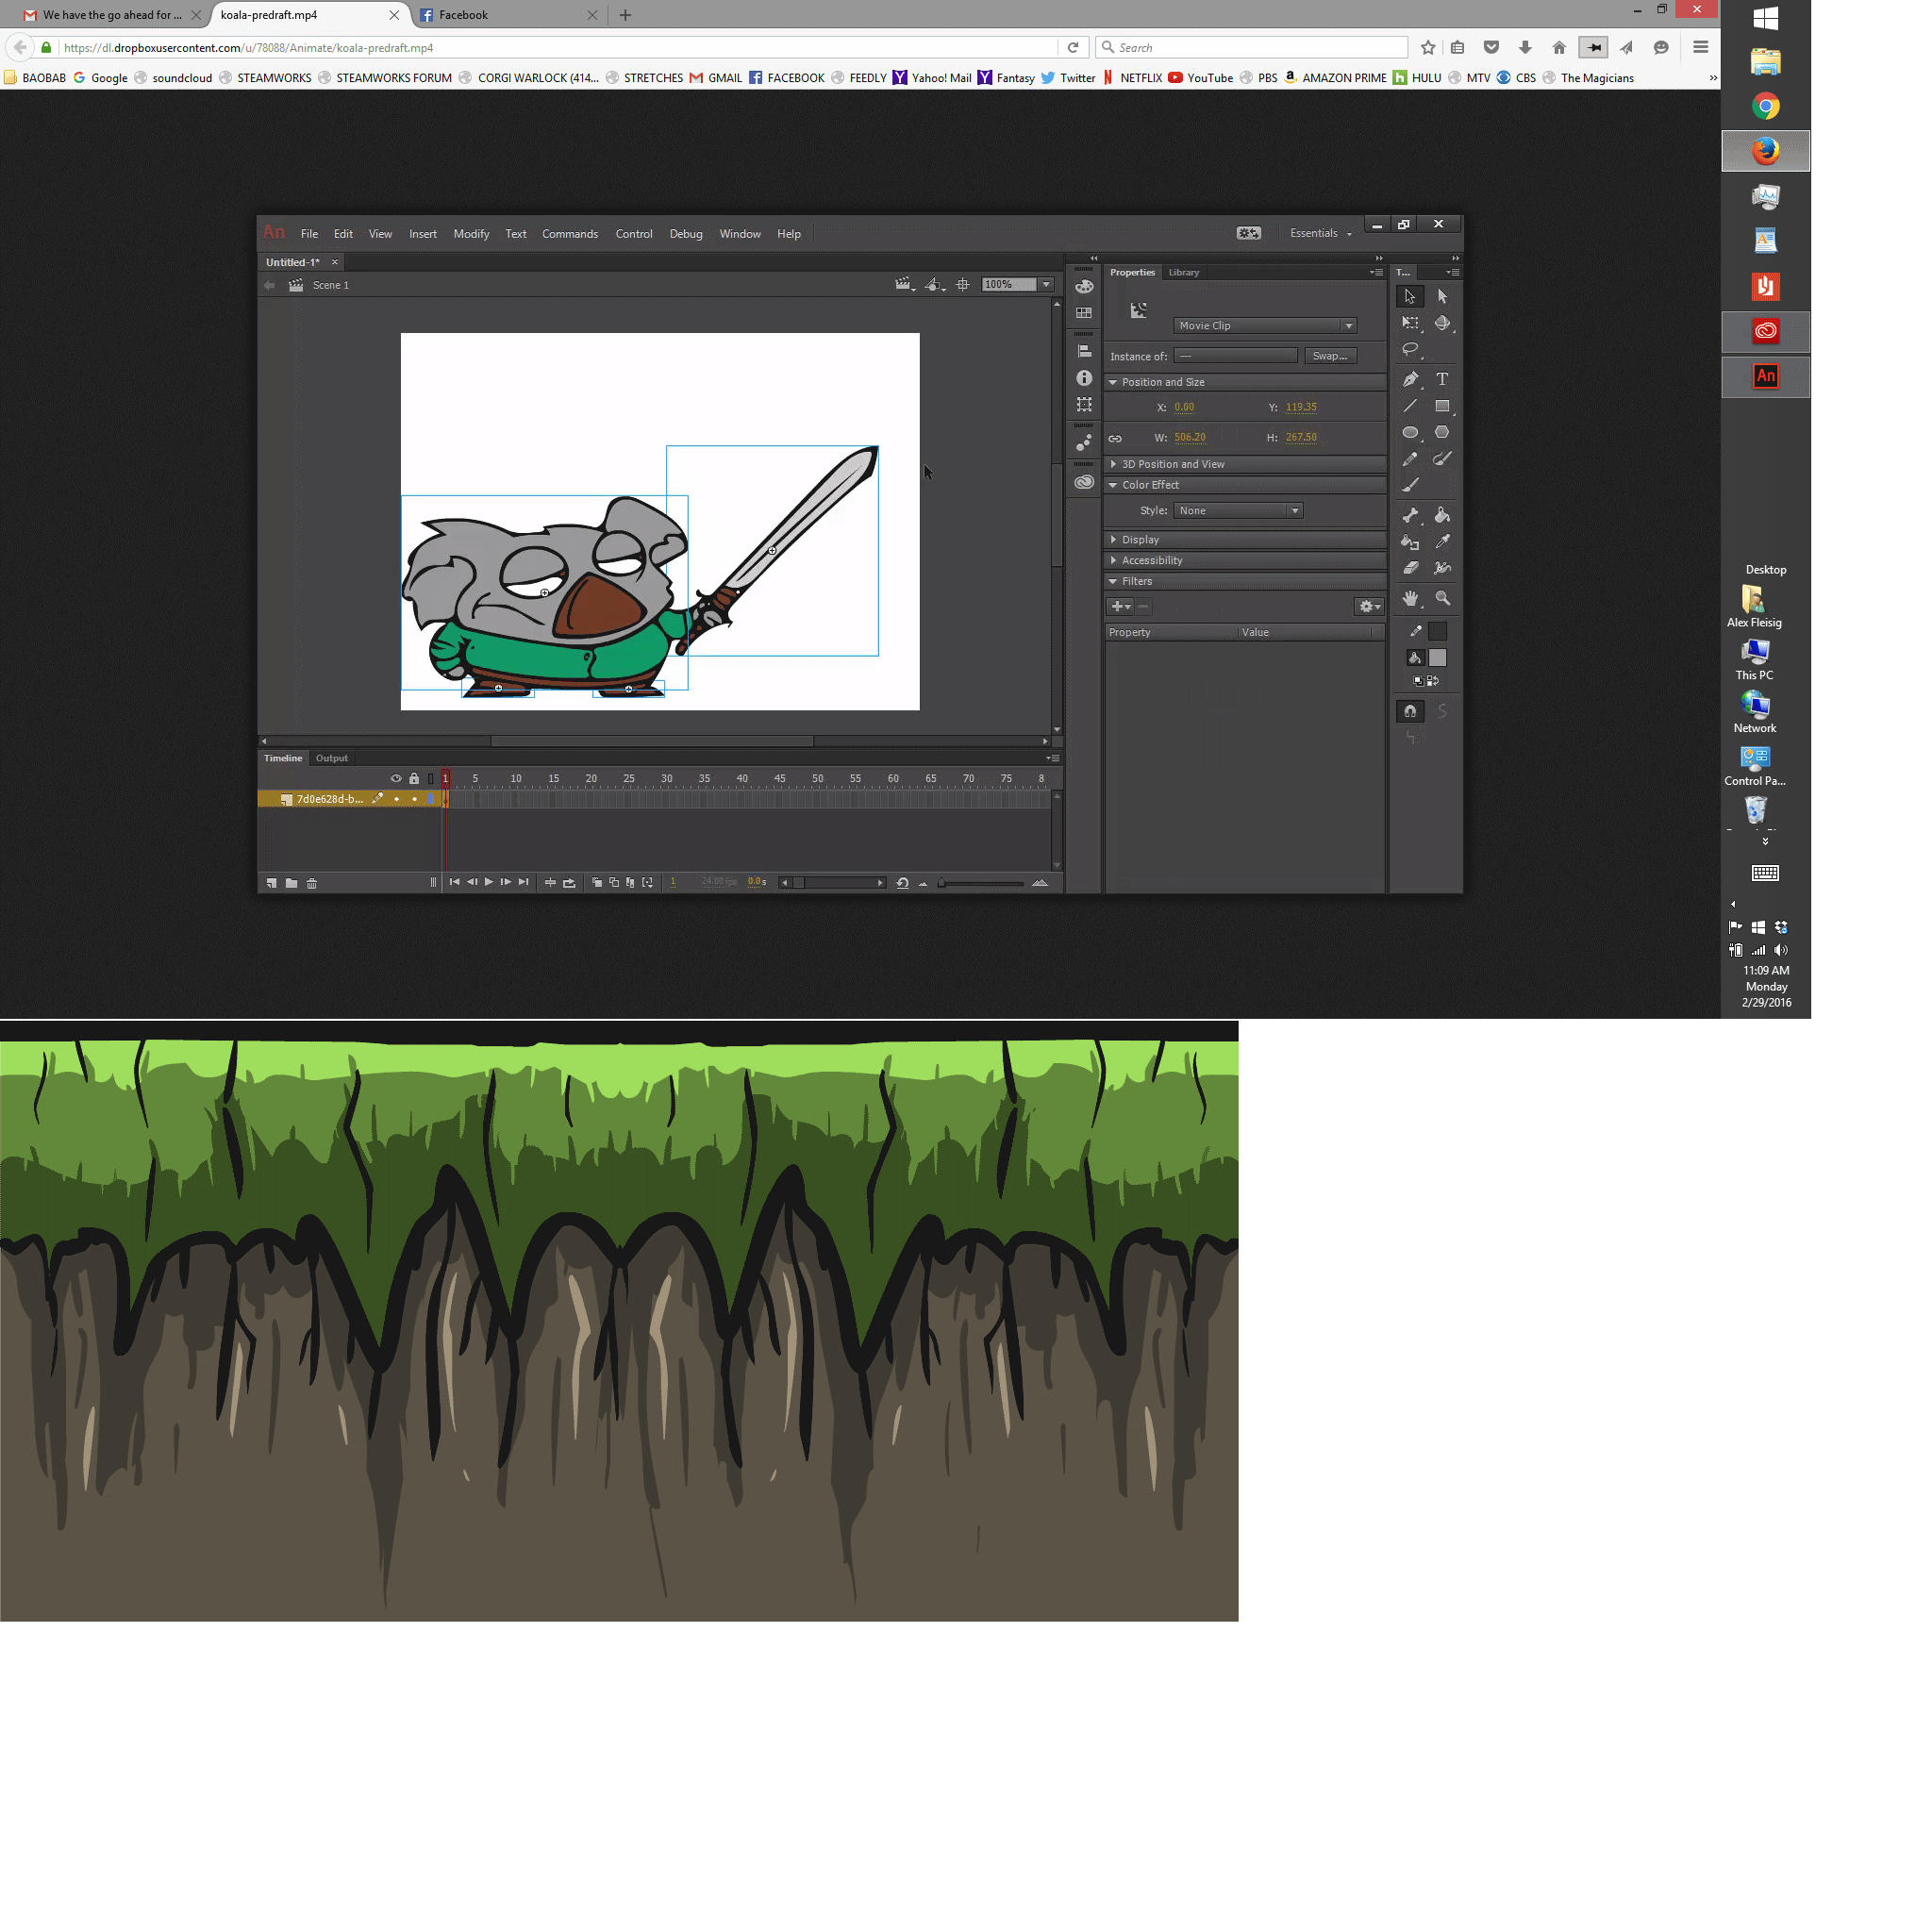 We have the go ahead for ...
koala-predraft.mp4
Facebook
https://dl.dropboxusercontent.com/u/78088/Animate/koala-predraft.mp4
Search
BAOBAB Google soundcloud STEAMWORKS STEAMWORKS FORUM CORGI WARLOCK (414... STRETCHES GMAIL FACEBOOK FEEDLY Yahoo! Mail Fantasy Twitter NETFLIX YouTube PBS AMAZON PRIME HULU MTV CBS The Magicians
An File Edit View Insert Modify Text Commands Control Debug Window Help Essentials
Untitled-1*
Scene 1
100%
Properties Library
T...
Movie Clip
Instance of: --- Swap...
Position and Size
X: 0.00 Y: 119.35
W: 506.20 H: 267.50
3D Position and View
Color Effect
Style: None
Display
Accessibility
Filters
Property Value
Timeline Output
1 5 10 15 20 25 30 35 40 45 50 55 60 65 70 75 8
7d0e628d-b...
1 24.00 fps 0.0 s
An
Desktop
Alex Fleisig
This PC
Network
Control Pa...
11:09 AM
Monday
2/29/2016